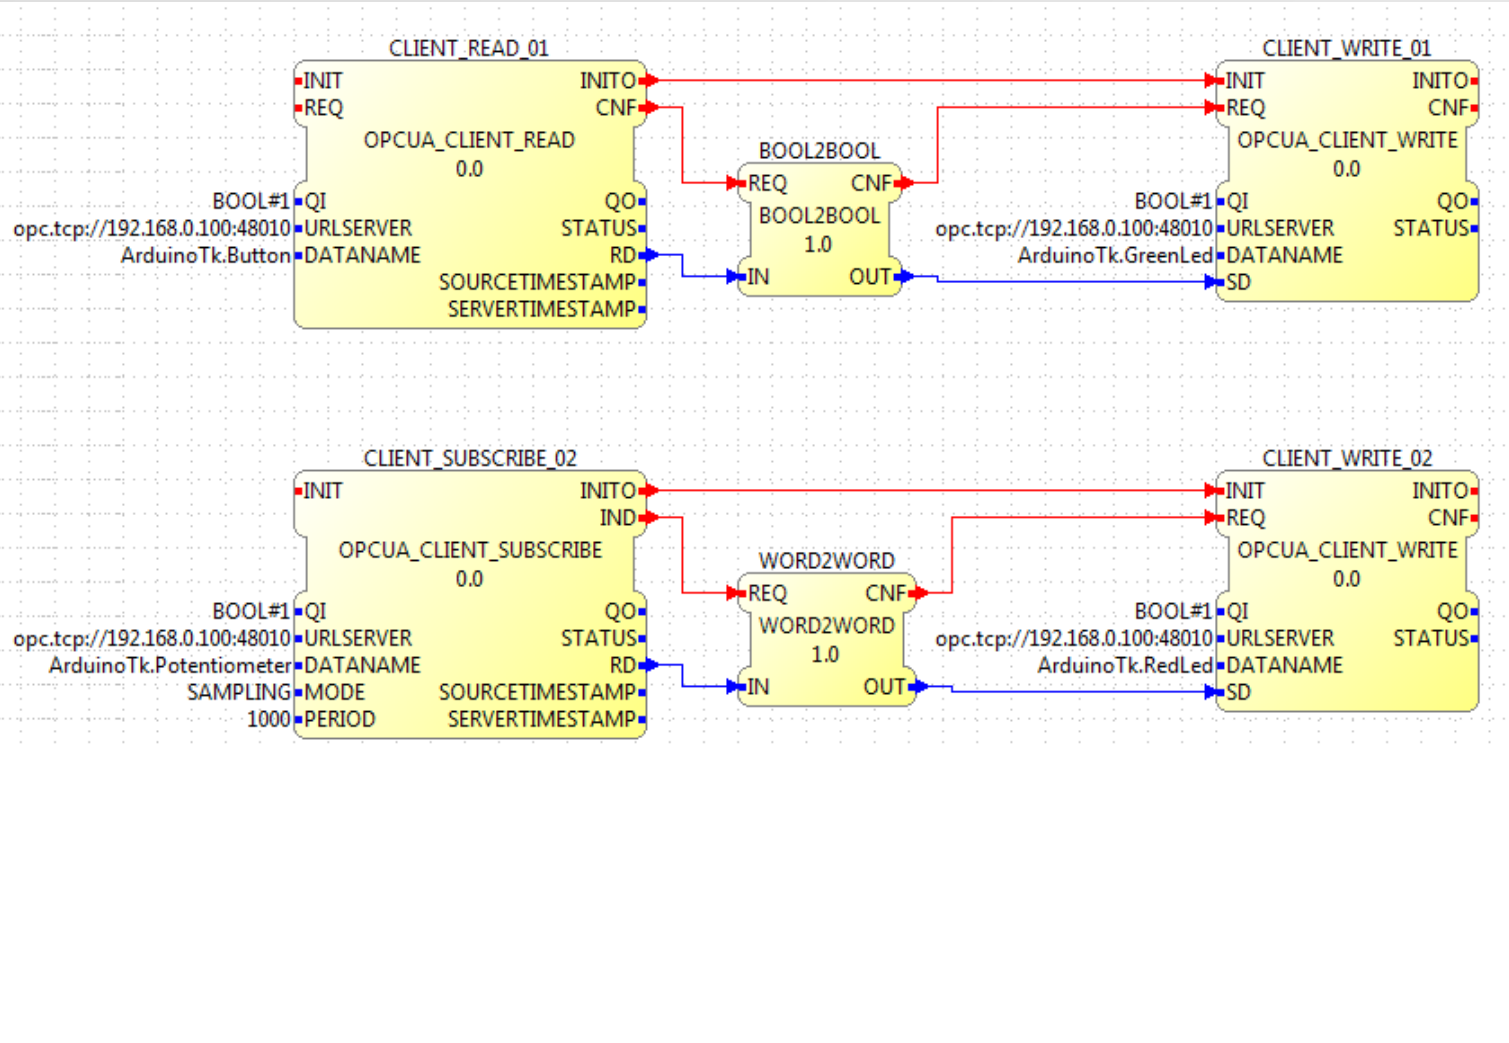 CLIENT_READ_01
INIT INITO
REQ CNF
OPCUA_CLIENT_READ
0.0
BOOL#1 QI QO
opc.tcp://192.168.0.100:48010 URLSERVER STATUS
ArduinoTk.Button DATANAME RD
SOURCETIMESTAMP
SERVERTIMESTAMP
BOOL2BOOL
REQ CNF
BOOL2BOOL
1.0
IN OUT
CLIENT_WRITE_01
INIT INITO
REQ CNF
OPCUA_CLIENT_WRITE
0.0
BOOL#1 QI QO
opc.tcp://192.168.0.100:48010 URLSERVER STATUS
ArduinoTk.GreenLed DATANAME
SD
CLIENT_SUBSCRIBE_02
INIT INITO
IND
OPCUA_CLIENT_SUBSCRIBE
0.0
BOOL#1 QI QO
opc.tcp://192.168.0.100:48010 URLSERVER STATUS
ArduinoTk.Potentiometer DATANAME RD
SAMPLING MODE SOURCETIMESTAMP
1000 PERIOD SERVERTIMESTAMP
WORD2WORD
REQ CNF
WORD2WORD
1.0
IN OUT
CLIENT_WRITE_02
INIT INITO
REQ CNF
OPCUA_CLIENT_WRITE
0.0
BOOL#1 QI QO
opc.tcp://192.168.0.100:48010 URLSERVER STATUS
ArduinoTk.RedLed DATANAME
SD